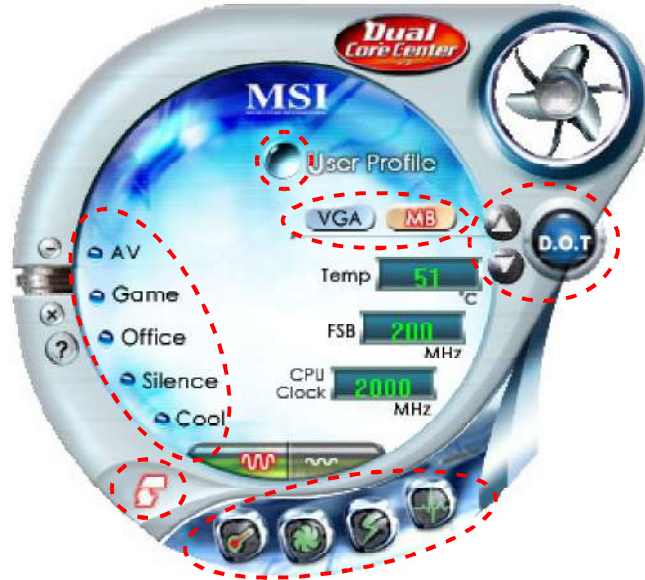 Dual
Core Center
MSI
User Profile
VGA MB
D.O.T
AV
Temp 51
°C
Game
FSB 200
MHz
Office
?
CPU
Clock 2000
MHz
Silence
Cool